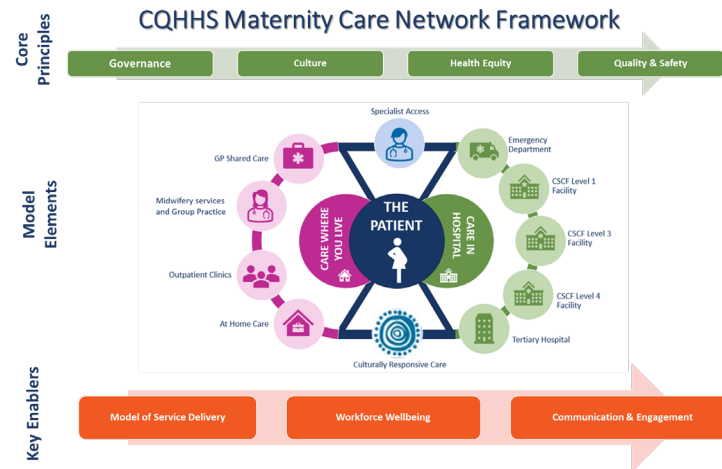 CQHHS Maternity Care Network Framework
Core
Principles
Governance
Culture
Health Equity
Quality & Safety
Model
Elements
Specialist Access
GP Shared Care
Emergency
Department
Midwifery services
and Group Practice
CSCF Level 1
Facility
CARE WHERE
YOU LIVE
THE
PATIENT
CARE IN
HOSPITAL
CSCF Level 3
Facility
Outpatient Clinics
CSCF Level 4
Facility
At Home Care
Tertiary Hospital
Culturally Responsive Care
Key Enablers
Model of Service Delivery
Workforce Wellbeing
Communication & Engagement